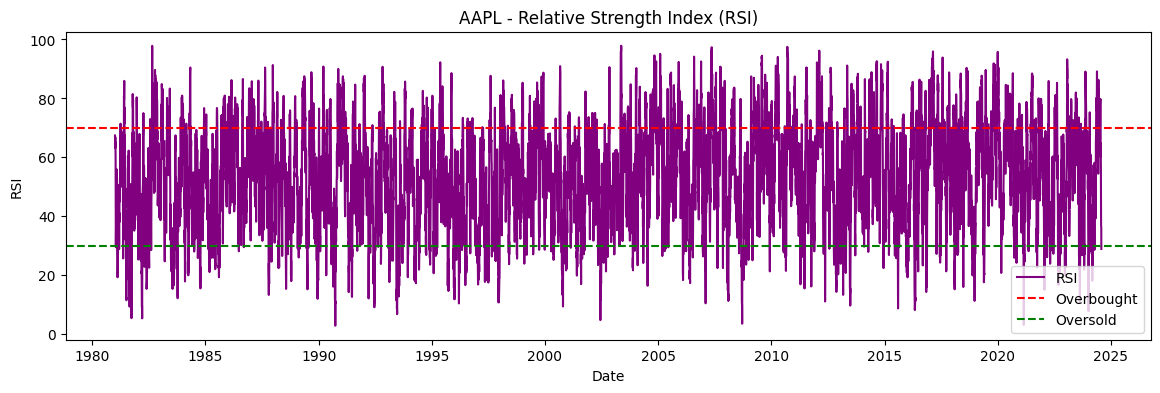 AAPL - Relative Strength Index (RSI)
100
80
60
40
20
0
RSI
RSI
Overbought
Oversold
1980 1985 1990 1995 2000 2005 2010 2015 2020 2025
Date